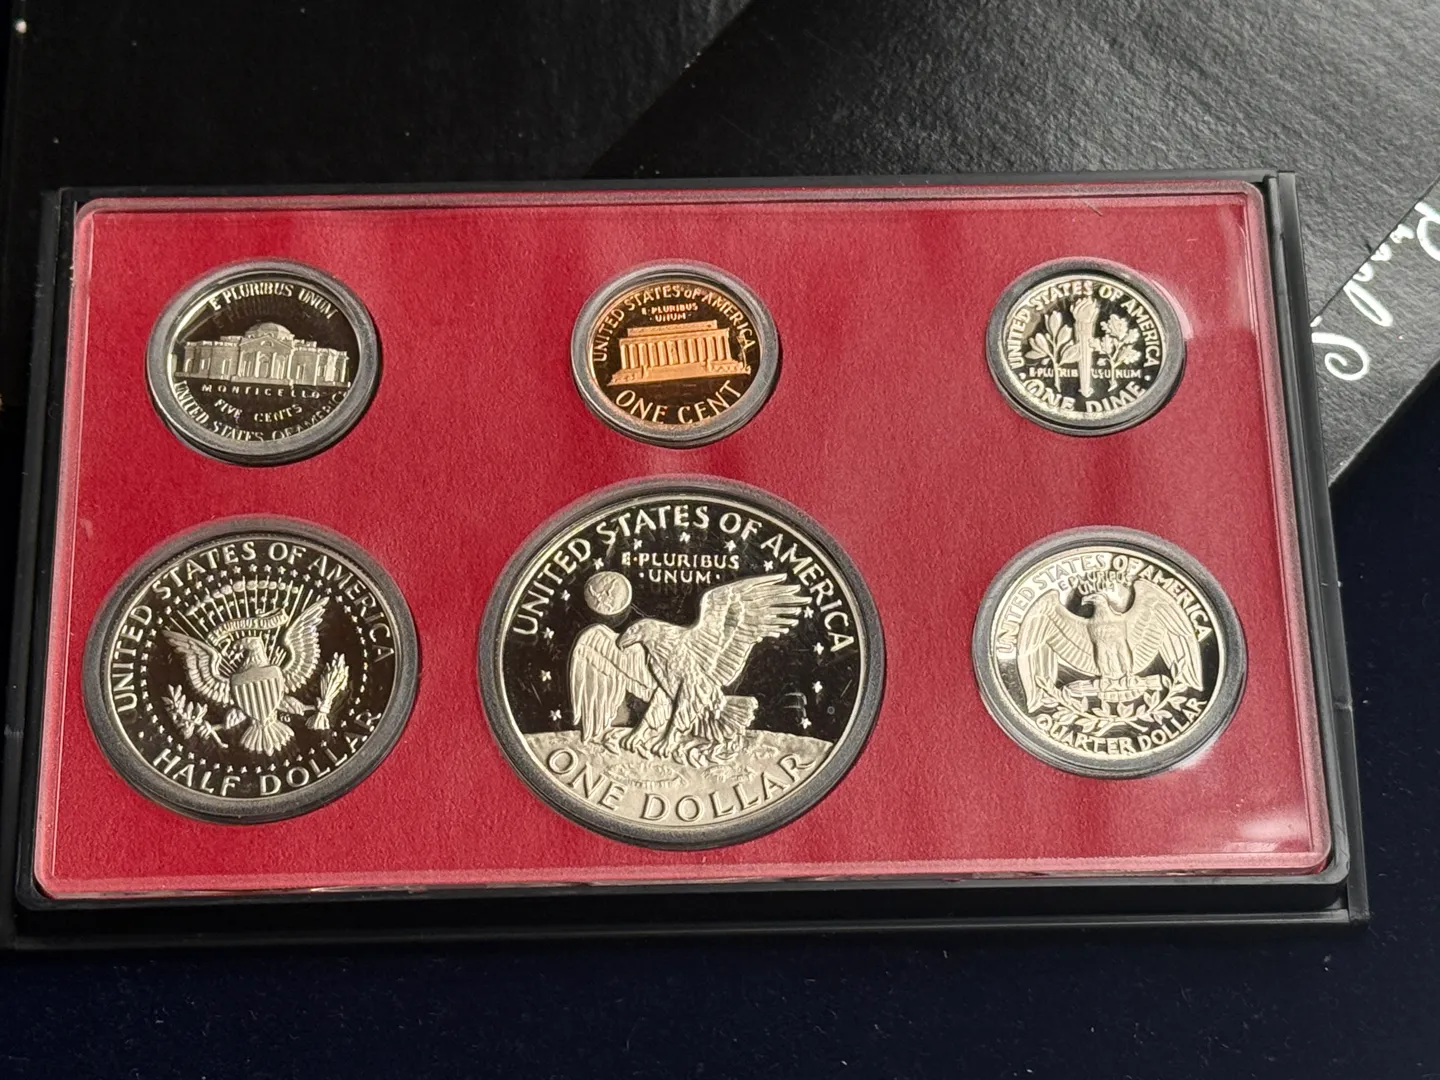 E PLURIBUS UNUM
MONTICELLO
FIVE CENTS
UNITED STATES OF AMERICA
UNITED STATES OF AMERICA
E·PLURIBUS
UNUM·
ONE CENT
UNITED STATES OF AMERICA
E·PLURIBUS·UNUM
·ONE DIME·
UNITED STATES OF AMERICA
E PLURIBUS UNUM
· HALF DOLLAR ·
UNITED STATES OF AMERICA
E·PLURIBUS
·UNUM·
ONE DOLLAR
UNITED STATES OF AMERICA
E PLURIBUS
UNUM
QUARTER DOLLAR